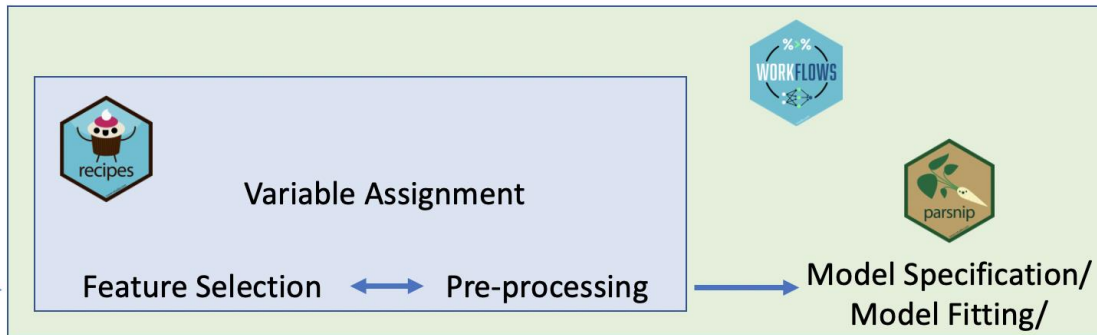 %>%
WORKFLOWS
recipes
Variable Assignment
parsnip
Feature Selection
Pre-processing
Model Specification/
Model Fitting/